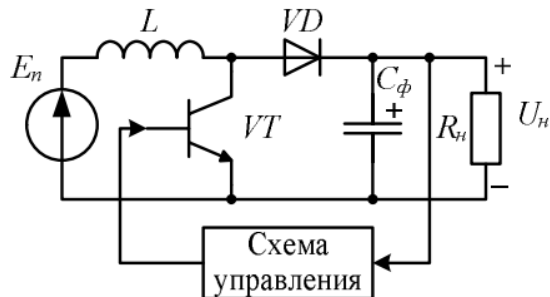 L
VD
Eп
Cф
+
+
VT
Rн
Uн
−
Схема
управления